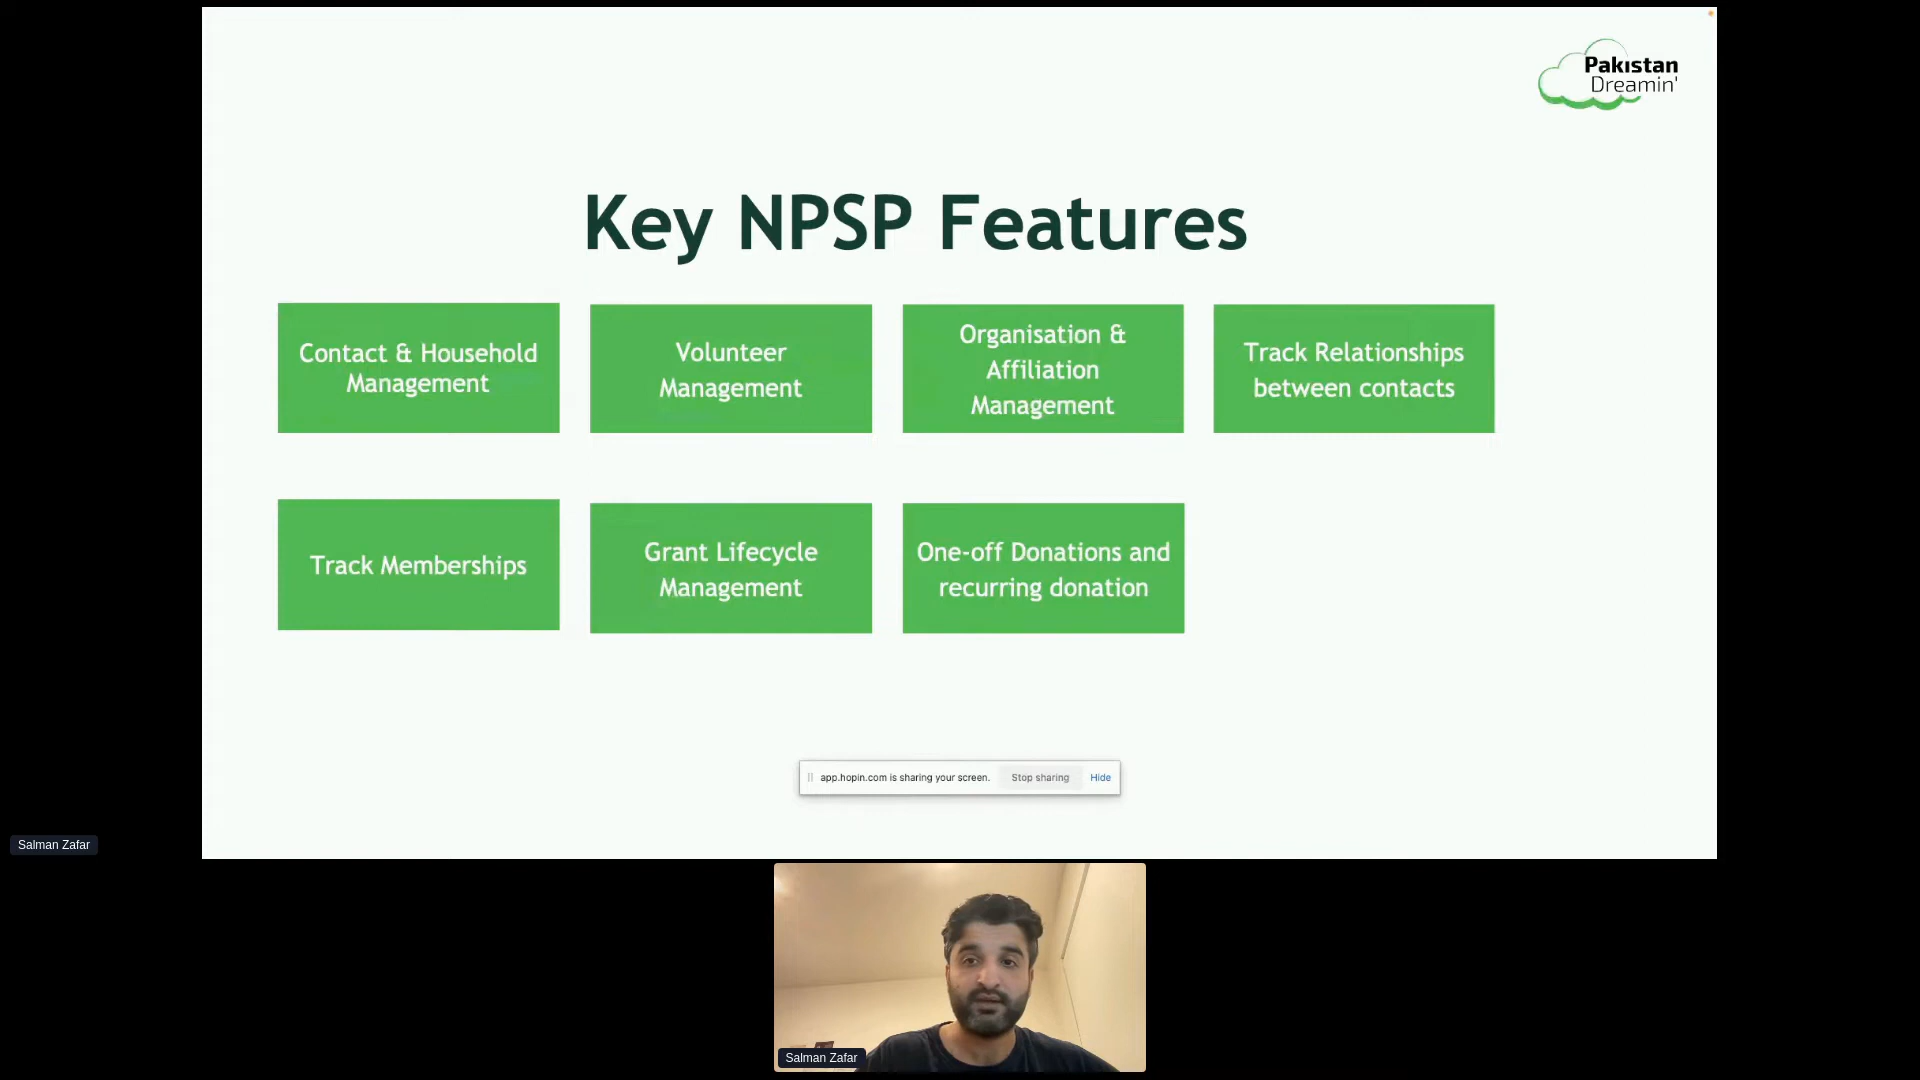 Pakistan
Dreamin'
Key NPSP Features
Contact & Household
Management
Volunteer
Management
Organisation &
Affiliation
Management
Track Relationships
between contacts
Track Memberships
Grant Lifecycle
Management
One-off Donations and
recurring donation
app.hopin.com is sharing your screen.
Stop sharing
Hide
Salman Zafar
Salman Zafar